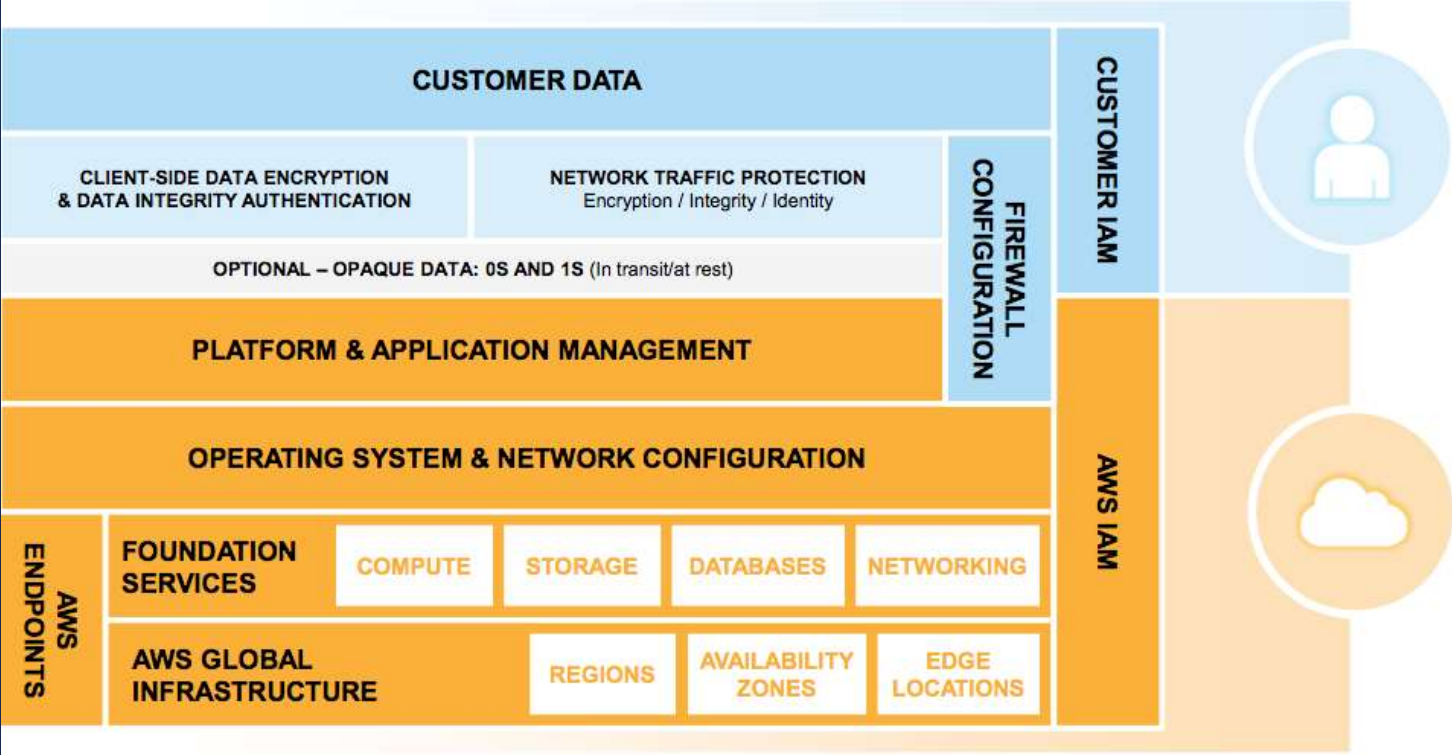 CUSTOMER DATA
CUSTOMER IAM
CLIENT-SIDE DATA ENCRYPTION
& DATA INTEGRITY AUTHENTICATION
NETWORK TRAFFIC PROTECTION
Encryption / Integrity / Identity
FIREWALL
CONFIGURATION
OPTIONAL – OPAQUE DATA: 0S AND 1S (In transit/at rest)
PLATFORM & APPLICATION MANAGEMENT
OPERATING SYSTEM & NETWORK CONFIGURATION
AWS IAM
AWS
ENDPOINTS
FOUNDATION
SERVICES
COMPUTE
STORAGE
DATABASES
NETWORKING
AWS GLOBAL
INFRASTRUCTURE
REGIONS
AVAILABILITY
ZONES
EDGE
LOCATIONS